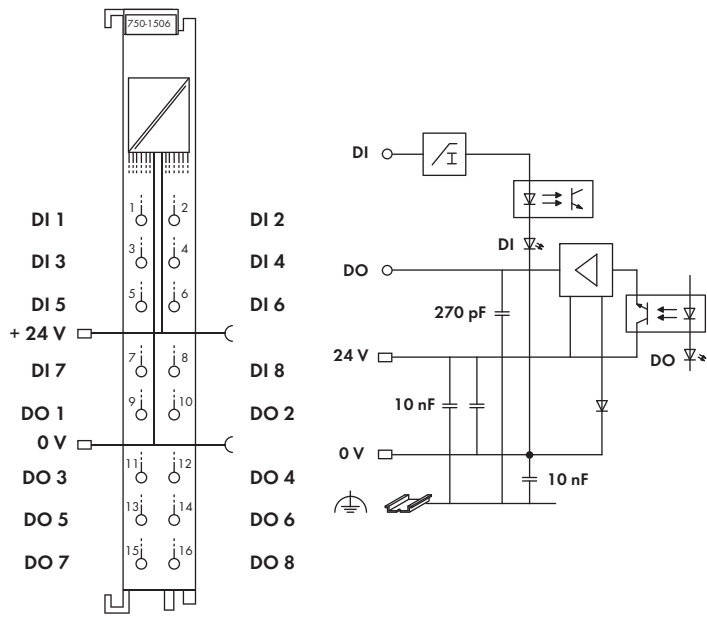 750-1506
1 2
DI 1 DI 2
3 4
DI 3 DI 4
5 6
DI 5 DI 6
+ 24 V
7 8
DI 7 DI 8
9 10
DO 1 DO 2
0 V
11 12
DO 3 DO 4
13 14
DO 5 DO 6
15 16
DO 7 DO 8
DI
I
DI
DO
270 pF
24 V
DO
10 nF
0 V
10 nF